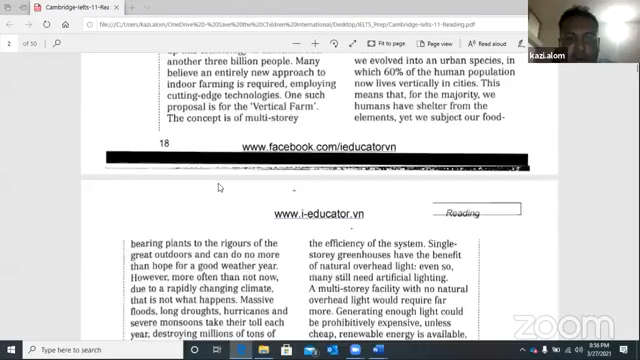 Cambridge-Ielts-11-Reading.pdf
file:///C:/Users/kazi.alom/OneDrive - Save the Children International/Desktop/IELTS_Prop/Cambridge-Ielts-11-Reading.pdf
2 of 50
Fit to page
Page view
Read aloud
kazi.alom
another three billion people. Many
believe an entirely new approach to
indoor farming is required, employing
cutting-edge technologies. One such
proposal is for the 'Vertical Farm'.
The concept is of multi-storey
we evolved into an urban species, in
which 60% of the human population
now lives vertically in cities. This
means that, for the majority, we
humans have shelter from the
elements, yet we subject our food-
18
www.facebook.com/ieducatorvn
www.i-educator.vn
Reading
bearing plants to the rigours of the
great outdoors and can do no more
than hope for a good weather year.
However, more often than not now,
due to a rapidly changing climate,
that is not what happens. Massive
floods, long droughts, hurricanes and
severe monsoons take their toll each
year, destroying millions of tons of
the efficiency of the system. Single-
storey greenhouses have the benefit
of natural overhead light: even so,
many still need artificial lighting.
A multi-storey facility with no natural
overhead light would require far
more. Generating enough light could
be prohibitively expensive, unless
cheap, renewable energy is available,
zoom
Type here to search
8:56 PM
3/27/2021